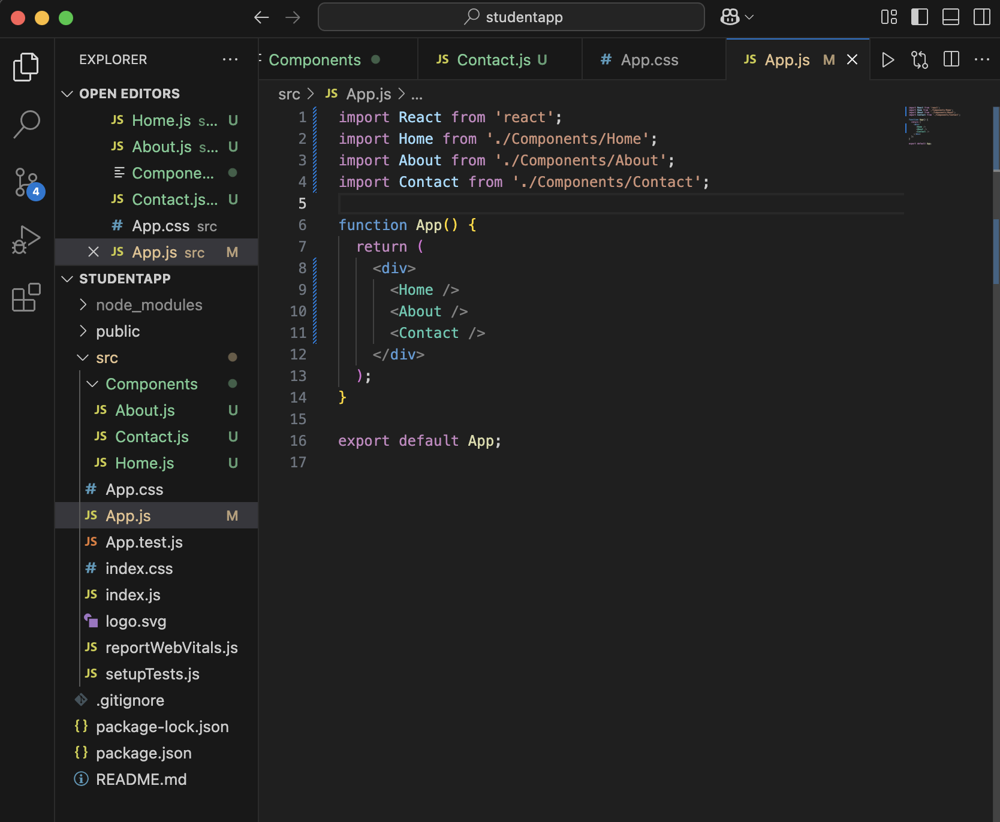 studentapp
EXPLORER
OPEN EDITORS
JS Home.js s... U
JS About.js s... U
Compone...
JS Contact.js... U
# App.css src
JS App.js src M
STUDENTAPP
node_modules
public
src
Components
JS About.js U
JS Contact.js U
JS Home.js U
# App.css
JS App.js M
JS App.test.js
# index.css
JS index.js
logo.svg
JS reportWebVitals.js
JS setupTests.js
.gitignore
{} package-lock.json
{} package.json
README.md
4
Components
JS Contact.js U
# App.css
JS App.js M
src > JS App.js > ...
1 import React from 'react';
2 import Home from './Components/Home';
3 import About from './Components/About';
4 import Contact from './Components/Contact';
5
6 function App() {
7 return (
8 <div>
9 <Home />
10 <About />
11 <Contact />
12 </div>
13 );
14 }
15
16 export default App;
17